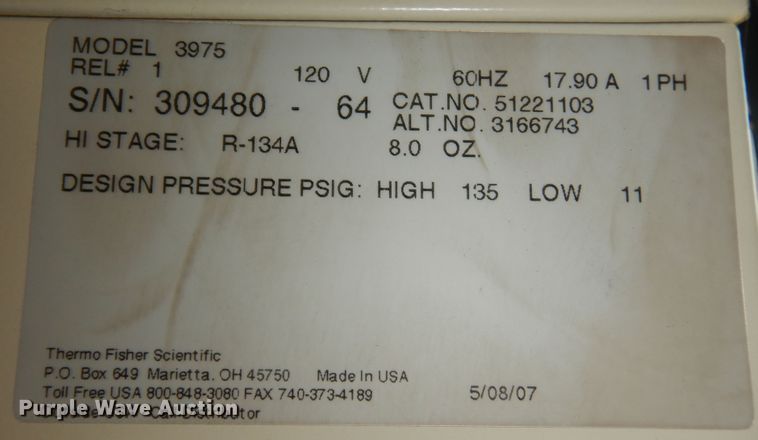 MODEL 3975
REL# 1 120 V 60HZ 17.90 A 1PH
S/N: 309480 - 64 CAT.NO. 51221103
ALT.NO. 3166743
HI STAGE: R-134A 8.0 OZ.
DESIGN PRESSURE PSIG: HIGH 135 LOW 11
Thermo Fisher Scientific
P.O. Box 649 Marietta, OH 45750 Made In USA
Toll Free USA 800-848-3080 FAX 740-373-4189 5/08/07
Purple Wave Auction
Distributor